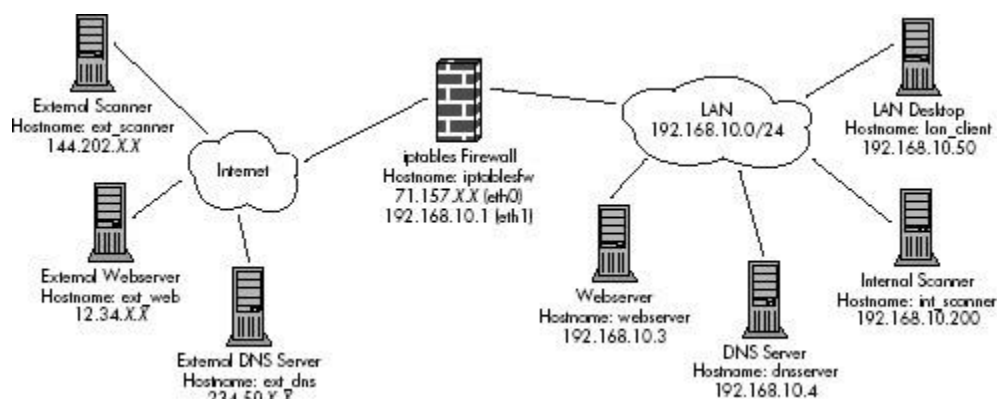 External Scanner
Hostname: ext_scanner
144.202.X.X
Internet
External Webserver
Hostname: ext_web
12.34.X.X
External DNS Server
Hostname: ext_dns
234.50.X.X
iptables Firewall
Hostname: iptablesfw
71.157.X.X (eth0)
192.168.10.1 (eth1)
LAN
192.168.10.0/24
LAN Desktop
Hostname: lan_client
192.168.10.50
Webserver
Hostname: webserver
192.168.10.3
DNS Server
Hostname: dnsserver
192.168.10.4
Internal Scanner
Hostname: int_scanner
192.168.10.200